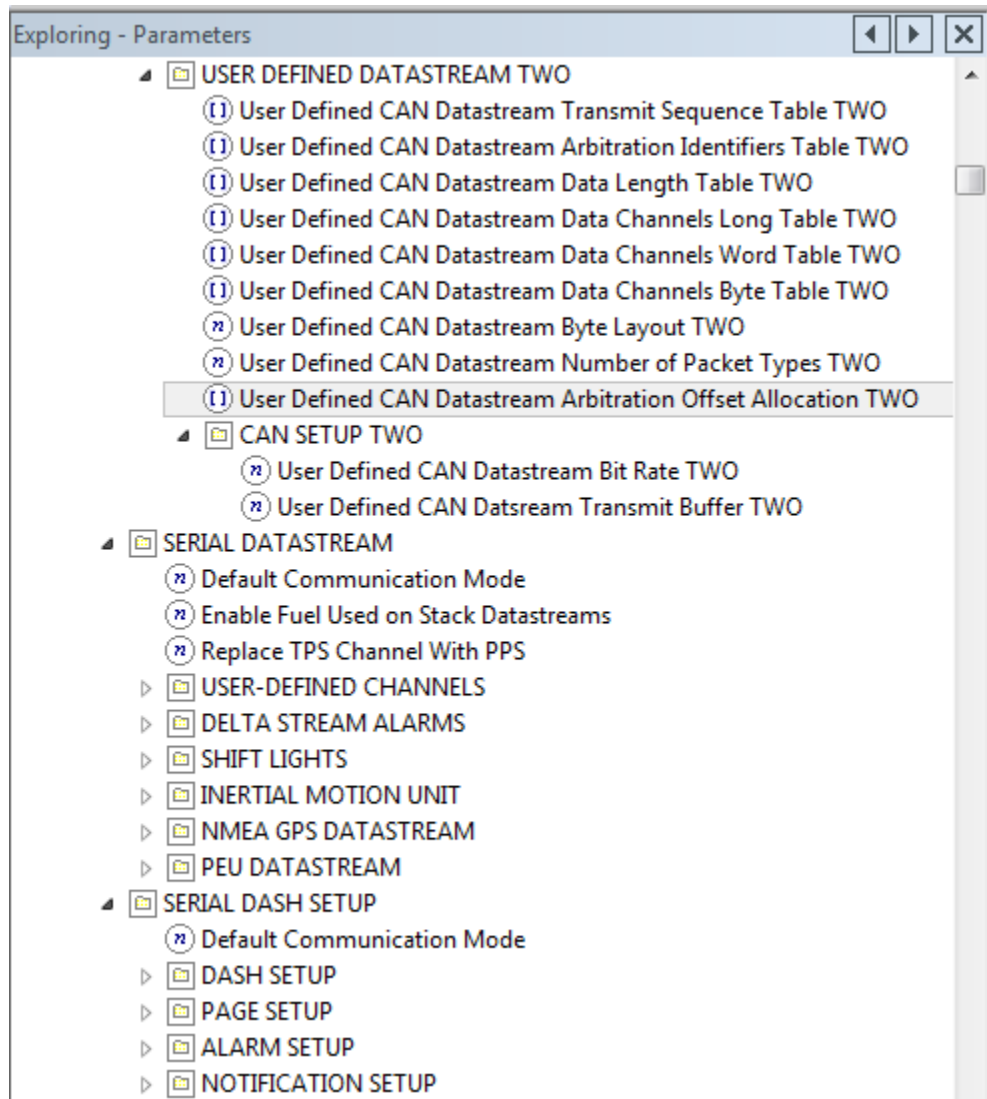 Exploring - Parameters
USER DEFINED DATASTREAM TWO
User Defined CAN Datastream Transmit Sequence Table TWO
User Defined CAN Datastream Arbitration Identifiers Table TWO
User Defined CAN Datastream Data Length Table TWO
User Defined CAN Datastream Data Channels Long Table TWO
User Defined CAN Datastream Data Channels Word Table TWO
User Defined CAN Datastream Data Channels Byte Table TWO
User Defined CAN Datastream Byte Layout TWO
User Defined CAN Datastream Number of Packet Types TWO
User Defined CAN Datastream Arbitration Offset Allocation TWO
CAN SETUP TWO
User Defined CAN Datastream Bit Rate TWO
User Defined CAN Datsream Transmit Buffer TWO
SERIAL DATASTREAM
Default Communication Mode
Enable Fuel Used on Stack Datastreams
Replace TPS Channel With PPS
USER-DEFINED CHANNELS
DELTA STREAM ALARMS
SHIFT LIGHTS
INERTIAL MOTION UNIT
NMEA GPS DATASTREAM
PEU DATASTREAM
SERIAL DASH SETUP
Default Communication Mode
DASH SETUP
PAGE SETUP
ALARM SETUP
NOTIFICATION SETUP